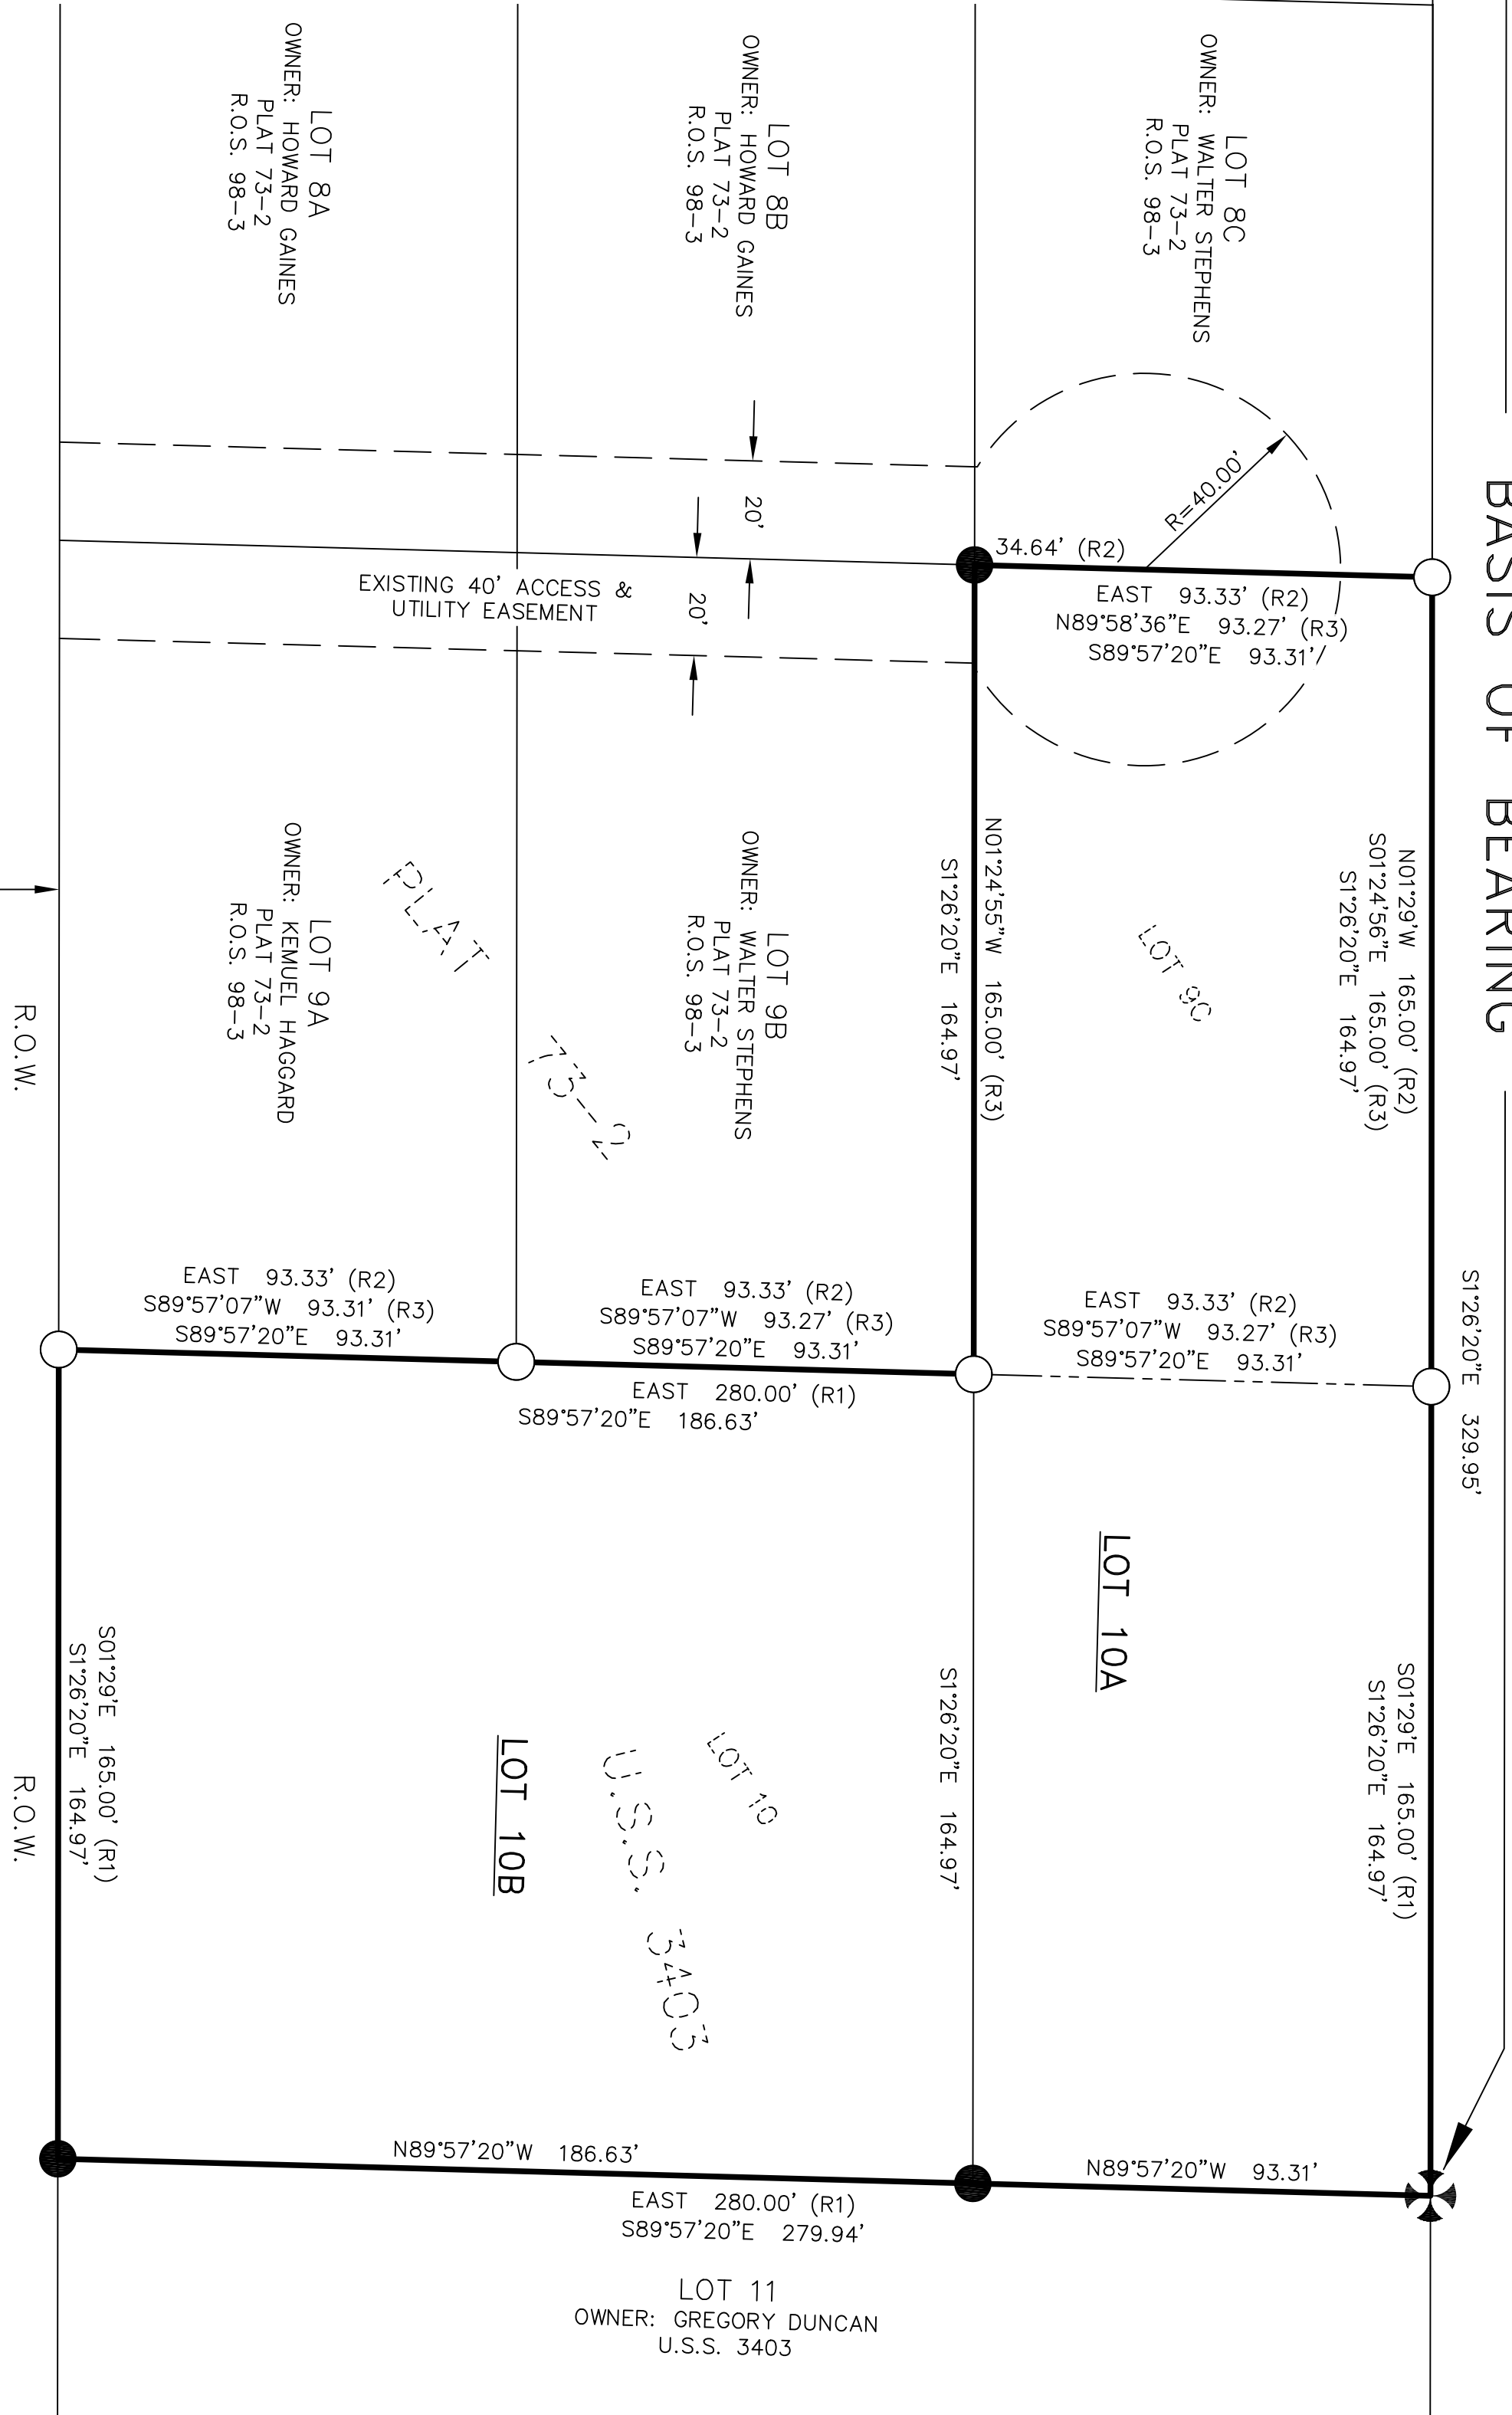 BASIS OF BEARING
LOT 8A
OWNER: HOWARD GAINES
PLAT 73-2
R.O.S. 98-3
LOT 8B
OWNER: HOWARD GAINES
PLAT 73-2
R.O.S. 98-3
LOT 8C
OWNER: WALTER STEPHENS
PLAT 73-2
R.O.S. 98-3
R=40.00'
20'
20'
34.64' (R2)
EXISTING 40' ACCESS &
UTILITY EASEMENT
EAST 93.33' (R2)
N89°58'36"E 93.27' (R3)
S89°57'20"E 93.31'
LOT 9A
OWNER: KEMUEL HAGGARD
PLAT 73-2
R.O.S. 98-3
PLAT 73-2
LOT 9B
OWNER: WALTER STEPHENS
PLAT 73-2
R.O.S. 98-3
N01°24'55"W 165.00' (R3)
S1°26'20"E 164.97'
LOT 9C
N01°29'W 165.00' (R2)
S01°24'56"E 165.00' (R3)
S1°26'20"E 164.97'
R.O.W.
S1°26'20"E 329.95'
EAST 93.33' (R2)
S89°57'07"W 93.31' (R3)
S89°57'20"E 93.31'
EAST 93.33' (R2)
S89°57'07"W 93.27' (R3)
S89°57'20"E 93.31'
EAST 93.33' (R2)
S89°57'07"W 93.27' (R3)
S89°57'20"E 93.31'
EAST 280.00' (R1)
S89°57'20"E 186.63'
LOT 10A
S01°29'E 165.00' (R1)
S1°26'20"E 164.97'
S1°26'20"E 164.97'
S01°29'E 165.00' (R1)
S1°26'20"E 164.97'
LOT 10
LOT 10B
U.S.S. 3403
R.O.W.
N89°57'20"W 186.63'
N89°57'20"W 93.31'
EAST 280.00' (R1)
S89°57'20"E 279.94'
LOT 11
OWNER: GREGORY DUNCAN
U.S.S. 3403